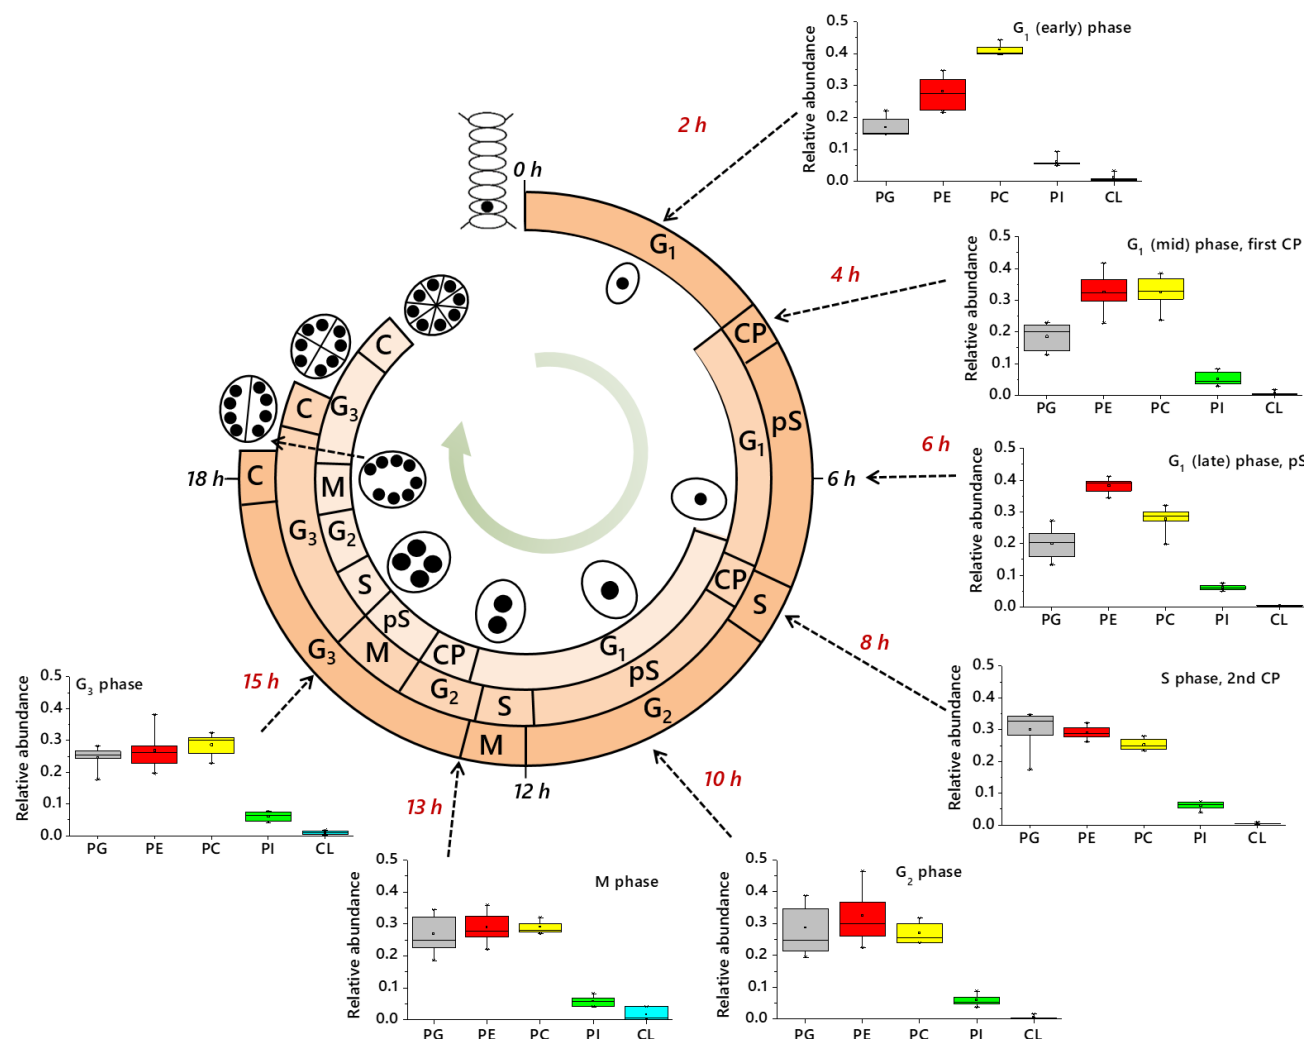 G1 (early) phase
Relative abundance
0.5
0.4
0.3
0.2
0.1
0.0
PG PE PC PI CL
2 h
0 h
G1 (mid) phase, first CP
Relative abundance
0.5
0.4
0.3
0.2
0.1
0.0
PG PE PC PI CL
4 h
G1 (late) phase, pS
Relative abundance
0.5
0.4
0.3
0.2
0.1
0.0
PG PE PC PI CL
6 h
6 h
S phase, 2nd CP
Relative abundance
0.5
0.4
0.3
0.2
0.1
0.0
PG PE PC PI CL
8 h
G2 phase
Relative abundance
0.5
0.4
0.3
0.2
0.1
0.0
PG PE PC PI CL
10 h
12 h
M phase
Relative abundance
0.5
0.4
0.3
0.2
0.1
0.0
PG PE PC PI CL
13 h
G3 phase
Relative abundance
0.5
0.4
0.3
0.2
0.1
0.0
PG PE PC PI CL
15 h
18 h
G1
CP
pS
S
G2
M
G3
C
G1
CP
pS
S
G2
M
G3
C
G1
CP
pS
S
G2
M
G3
C